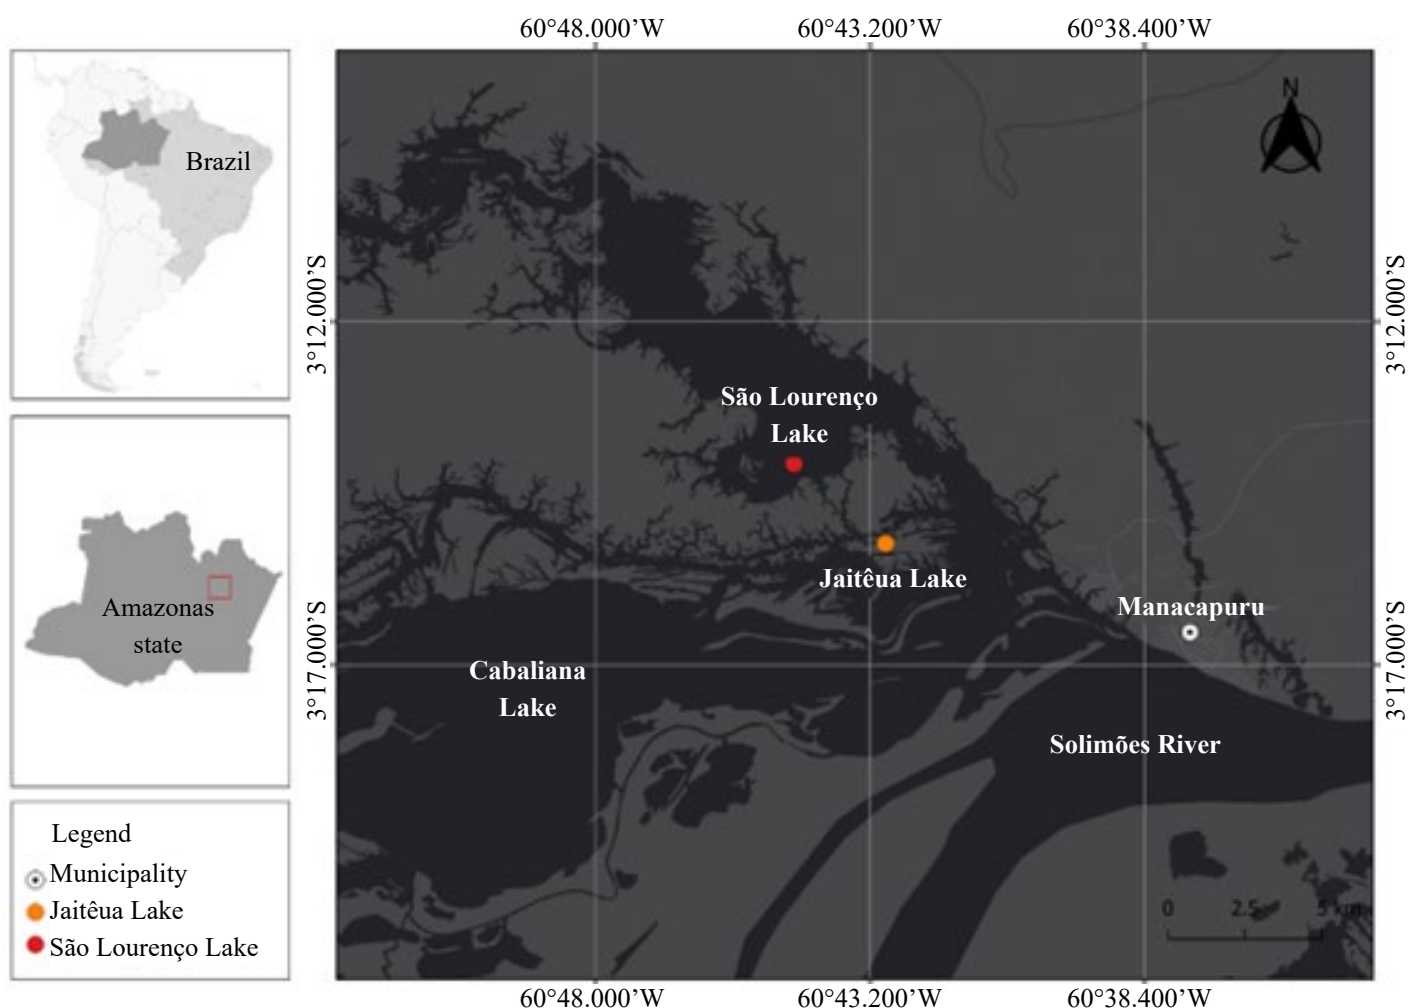 60°48.000’W 60°43.200’W 60°38.400’W
N
Brazil
3°12.000’S
3°12.000’S
São Lourenço
Lake
Jaitêua Lake
Manacapuru
Amazonas
state
3°17.000’S
3°17.000’S
Cabaliana
Lake
Solimões River
Legend
Municipality
Jaitêua Lake
São Lourenço Lake
0 2.5 5 km
60°48.000’W 60°43.200’W 60°38.400’W